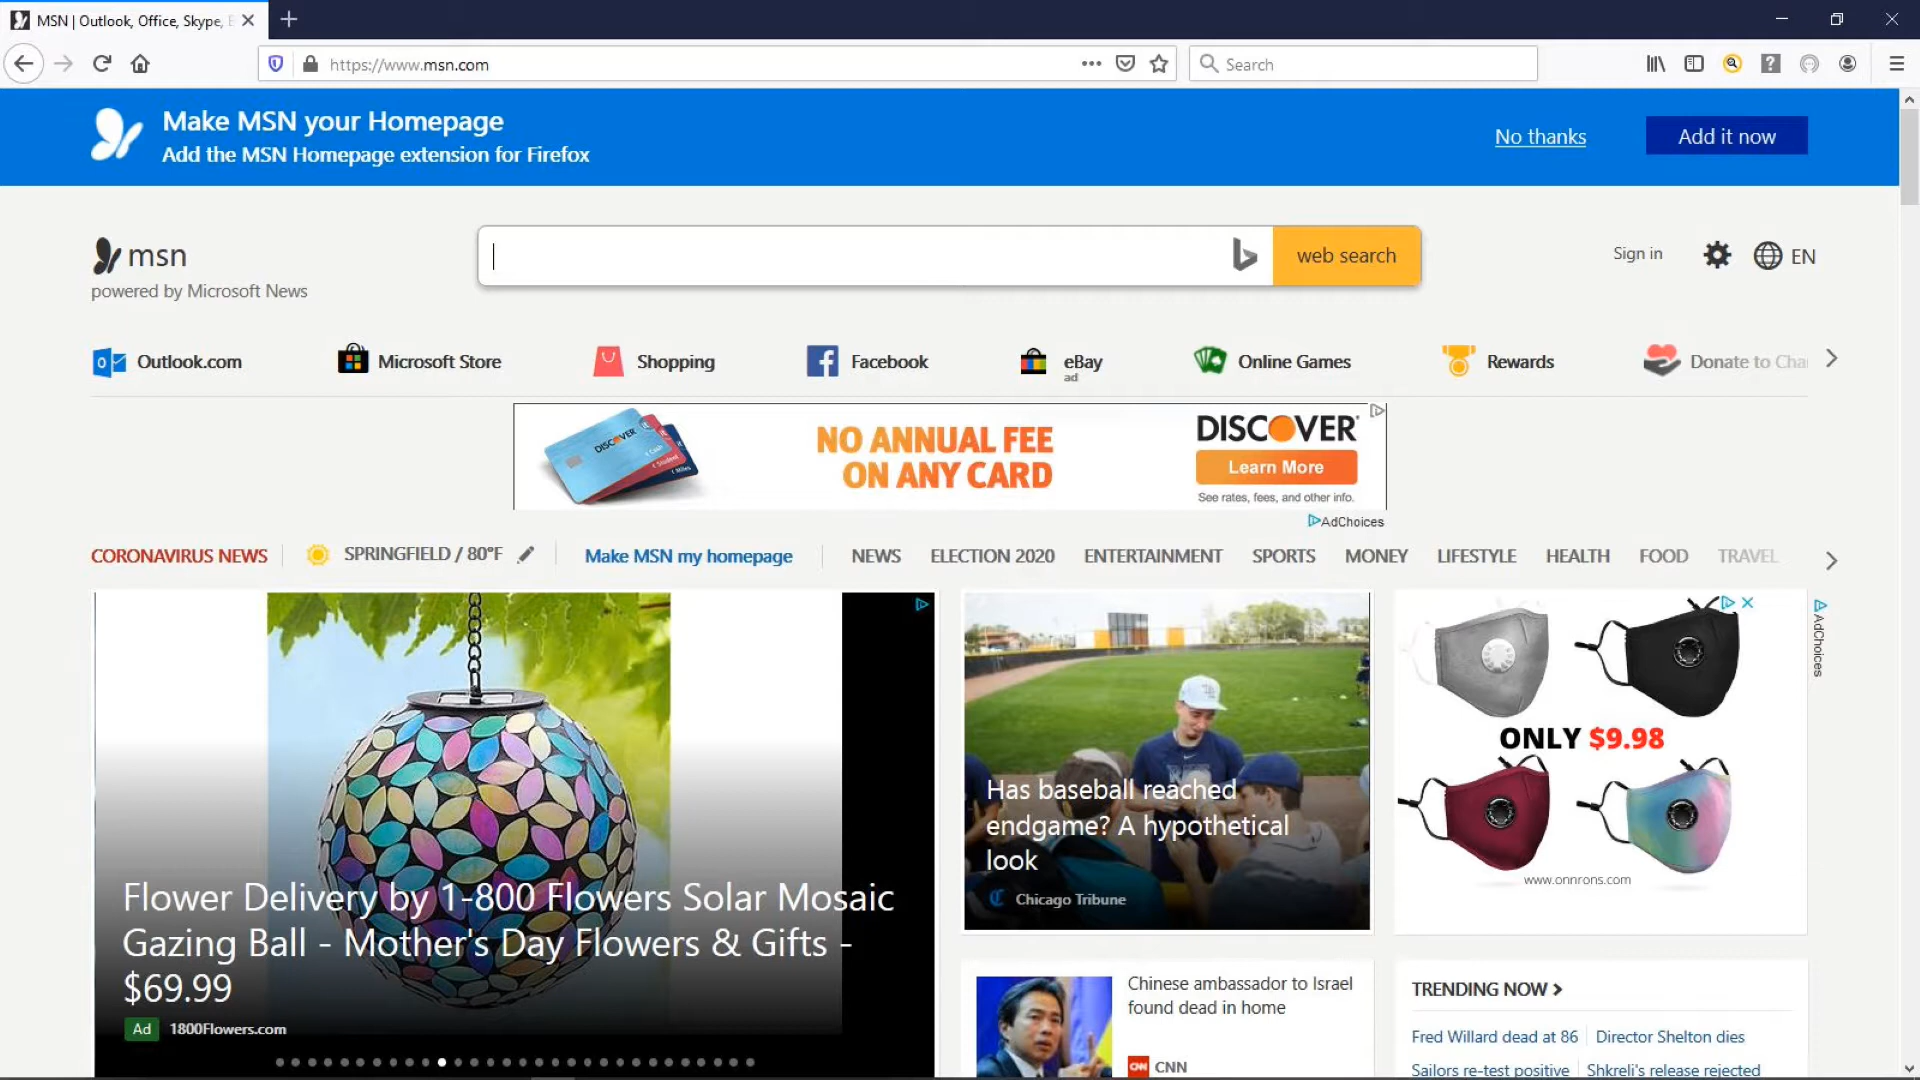 MSN | Outlook, Office, Skype,
https://www.msn.com
Search
Make MSN your Homepage
Add the MSN Homepage extension for Firefox
No thanks
Add it now
msn
powered by Microsoft News
web search
Sign in
EN
Outlook.com
Microsoft Store
Shopping
Facebook
eBay
ad
Online Games
Rewards
Donate to Cha
DISCOVER
NO ANNUAL FEE
ON ANY CARD
DISCOVER
Learn More
See rates, fees, and other info.
AdChoices
CORONAVIRUS NEWS
SPRINGFIELD / 80°F
Make MSN my homepage
NEWS
ELECTION 2020
ENTERTAINMENT
SPORTS
MONEY
LIFESTYLE
HEALTH
FOOD
TRAVEL
Flower Delivery by 1-800 Flowers Solar Mosaic
Gazing Ball - Mother's Day Flowers & Gifts -
$69.99
Ad 1800Flowers.com
Has baseball reached
endgame? A hypothetical
look
Chicago Tribune
ONLY $9.98
www.onnrons.com
AdChoices
Chinese ambassador to Israel
found dead in home
CNN
TRENDING NOW >
Fred Willard dead at 86
Director Shelton dies
Sailors re-test positive
Shkreli's release rejected